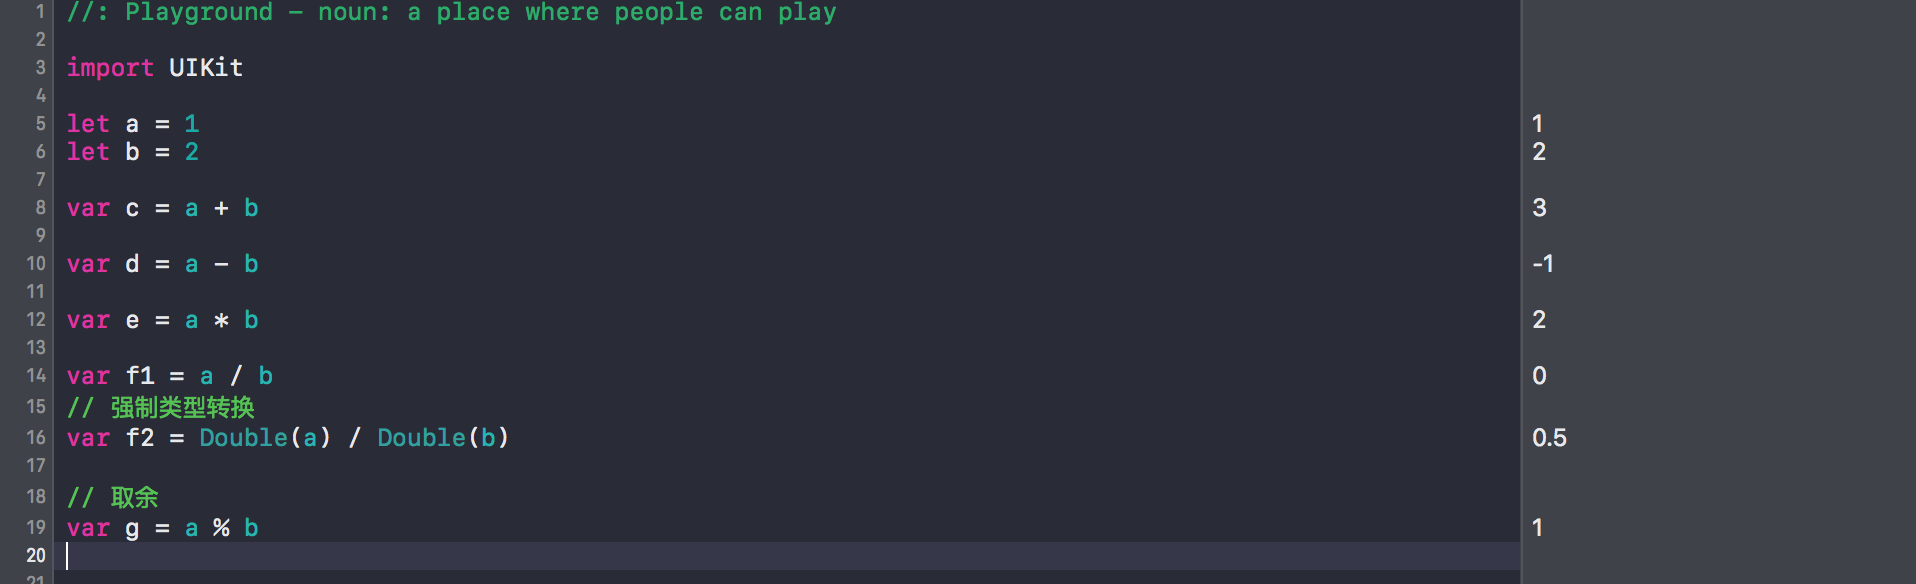 1 //: Playground – noun: a place where people can play
2
3 import UIKit
4
5 let a = 1 1
6 let b = 2 2
7
8 var c = a + b 3
9
10 var d = a - b -1
11
12 var e = a * b 2
13
14 var f1 = a / b 0
15 // 强制类型转换
16 var f2 = Double(a) / Double(b) 0.5
17
18 // 取余
19 var g = a % b 1
20
21